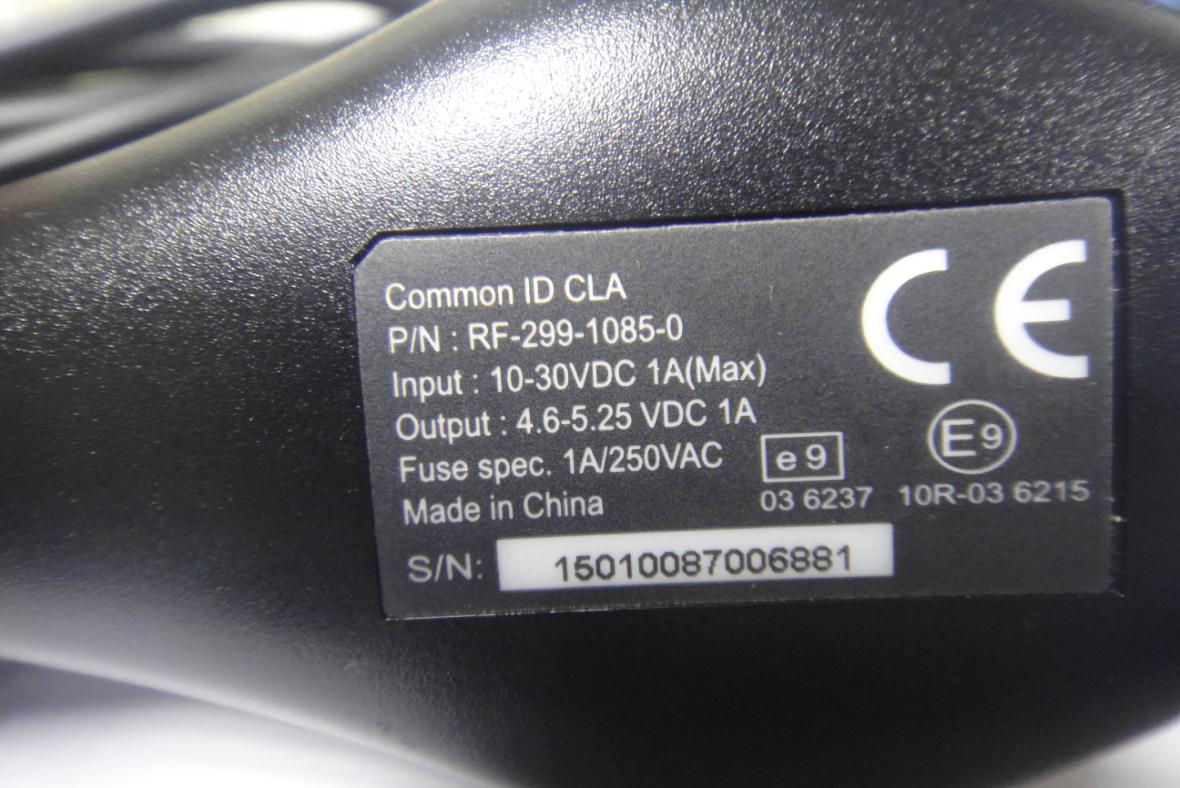 Common ID CLA
P/N : RF-299-1085-0
Input : 10-30VDC 1A(Max)
Output : 4.6-5.25 VDC 1A
Fuse spec. 1A/250VAC
Made in China
S/N: 15010087006881
CE
e 9
03 6237
E9
10R-03 6215